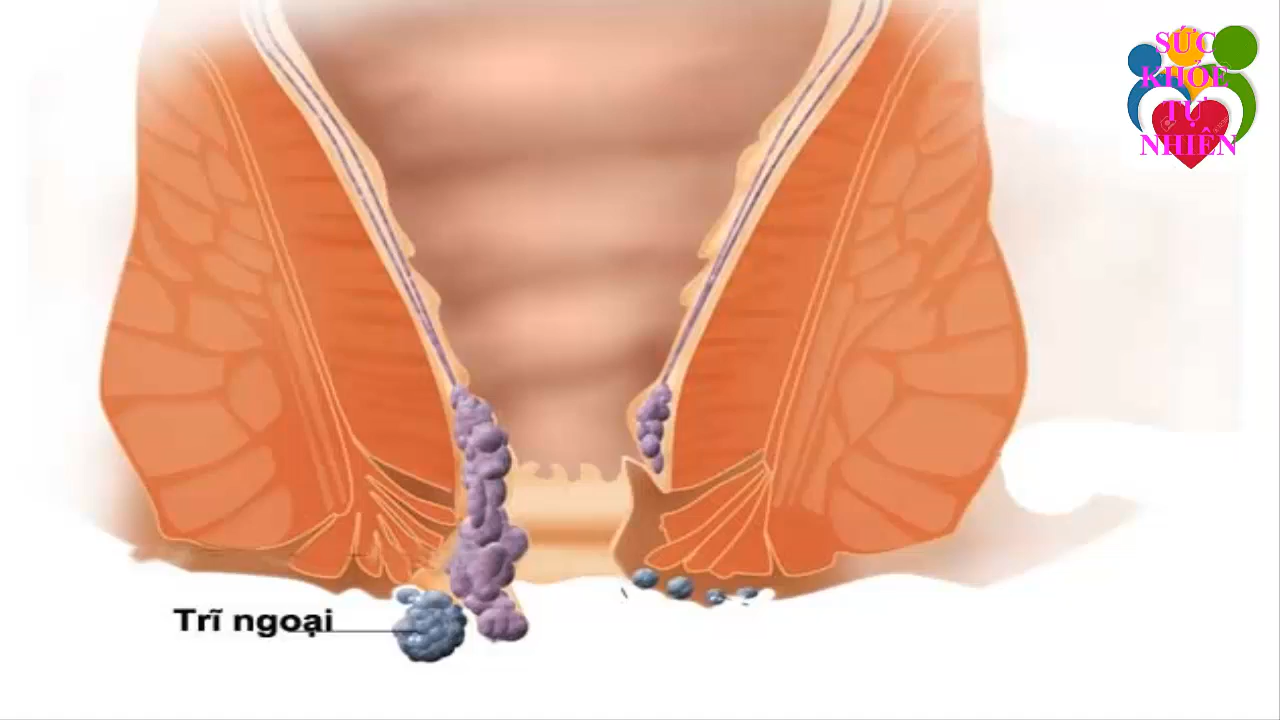 SỨC
KHỎE
TỰ
NHIÊN
Trĩ ngoại